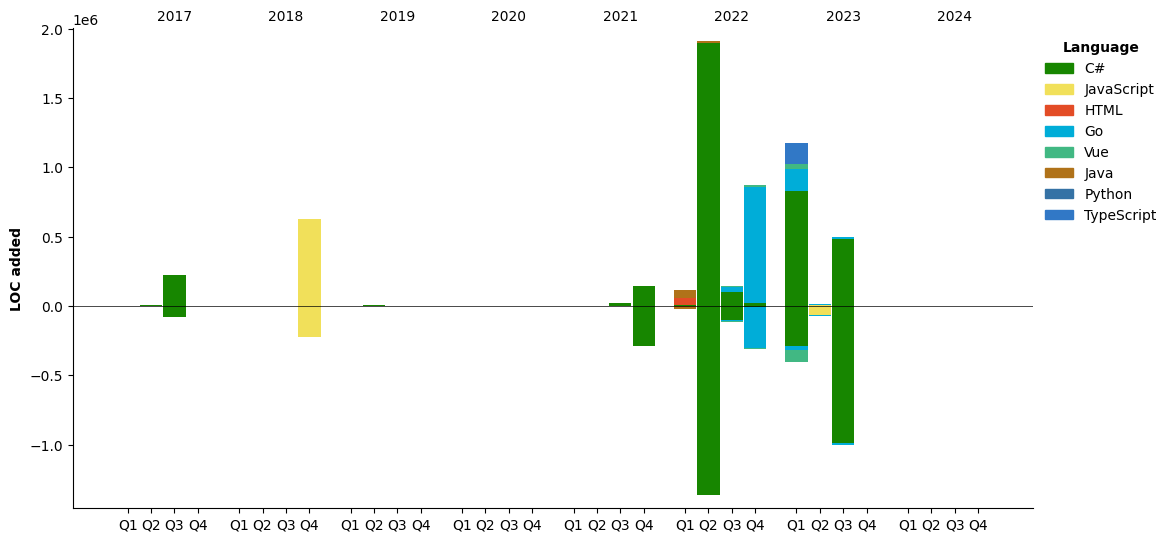 2017 2018 2019 2020 2021 2022 2023 2024
1e6
2.0
1.5
1.0
0.5
0.0
−0.5
−1.0
LOC added
Q1 Q2 Q3 Q4 Q1 Q2 Q3 Q4 Q1 Q2 Q3 Q4 Q1 Q2 Q3 Q4 Q1 Q2 Q3 Q4 Q1 Q2 Q3 Q4 Q1 Q2 Q3 Q4 Q1 Q2 Q3 Q4
Language
C#
JavaScript
HTML
Go
Vue
Java
Python
TypeScript